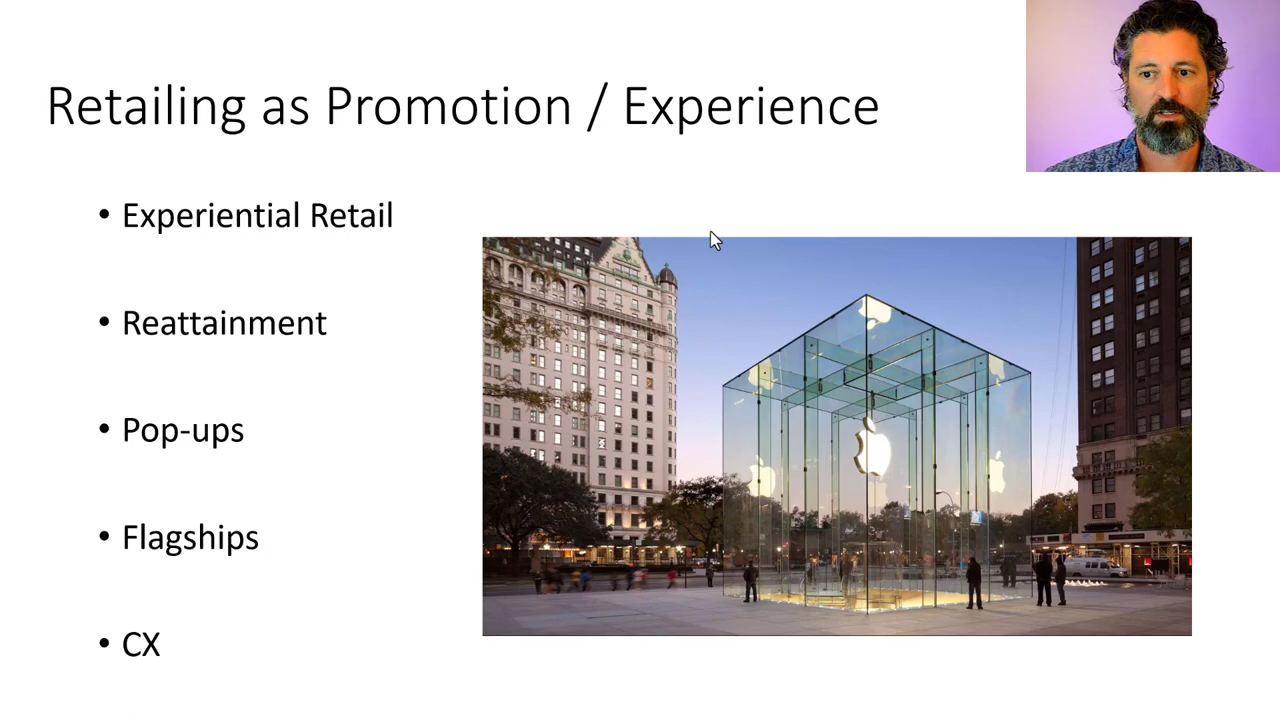 Retailing as Promotion / Experience
• Experiential Retail
• Reattainment
• Pop-ups
• Flagships
• CX